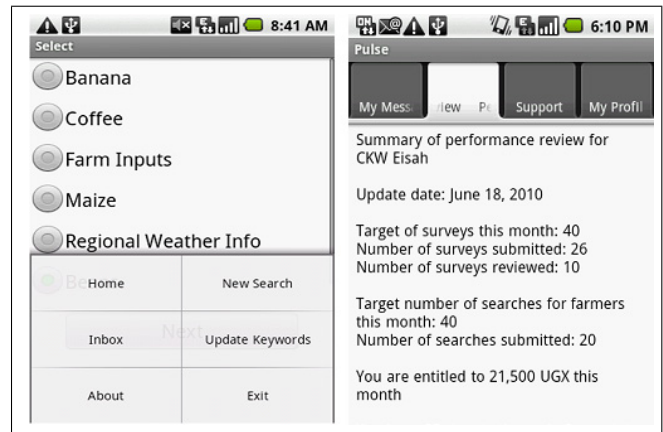 8:41 AM
Select
Banana
Coffee
Farm Inputs
Maize
Regional Weather Info
Home
New Search
Next
Inbox
Update Keywords
About
Exit
6:10 PM
Pulse
My Mess
iew Pe
Support
My Profil
Summary of performance review for
CKW Eisah
Update date: June 18, 2010
Target of surveys this month: 40
Number of surveys submitted: 26
Number of surveys reviewed: 10
Target number of searches for farmers
this month: 40
Number of searches submitted: 20
You are entitled to 21,500 UGX this
month